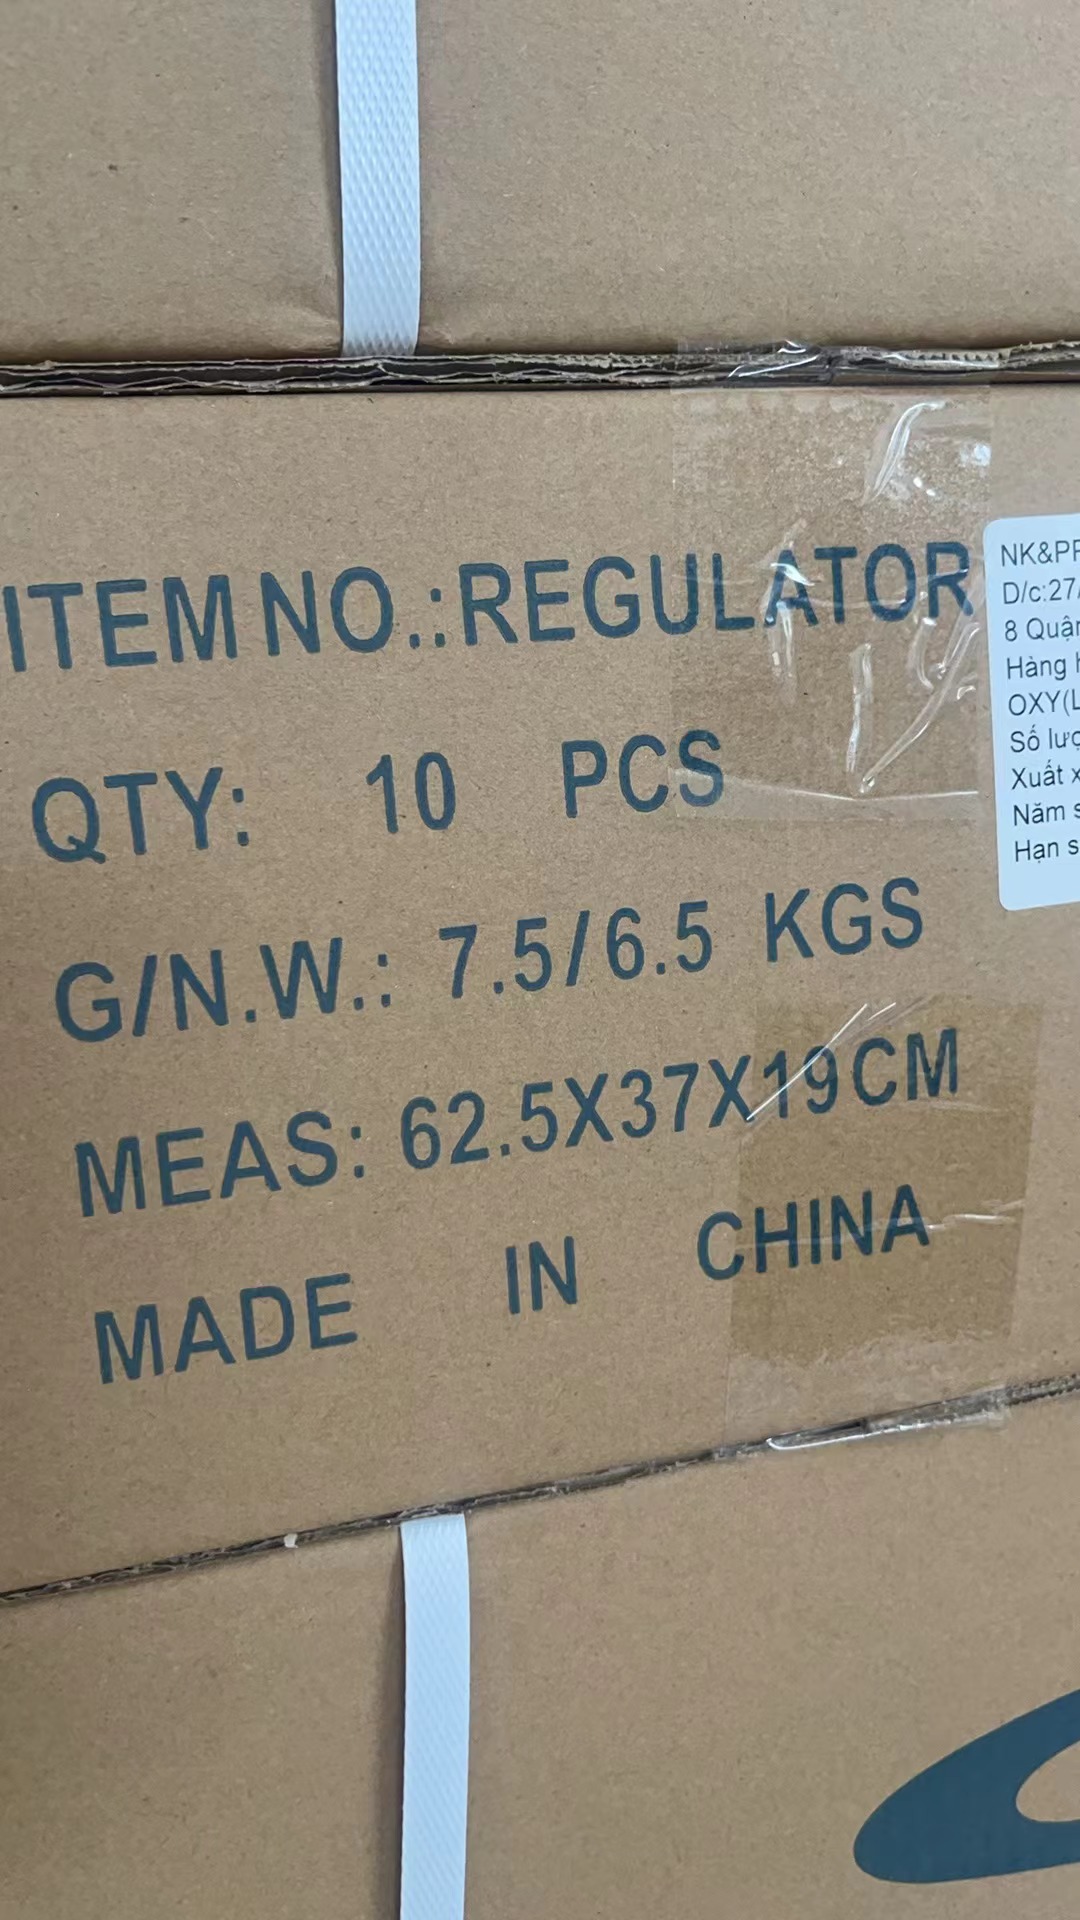 ITEM NO.:REGULATOR
QTY: 10 PCS
G/N.W.: 7.5/6.5 KGS
MEAS: 62.5X37X19CM
MADE IN CHINA
NK&PP
D/c:27
8 Quận
Hàng
OXY(L
Số lượ
Xuất x
Năm s
Hạn s